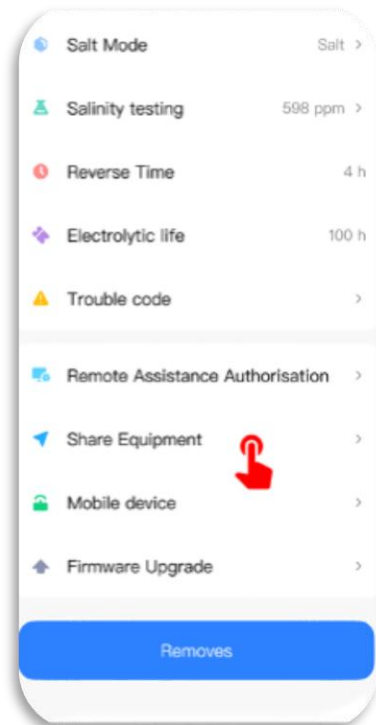 Salt Mode Salt >
Salinity testing 598 ppm >
Reverse Time 4 h
Electrolytic life 100 h
Trouble code >
Remote Assistance Authorisation >
Share Equipment >
Mobile device >
Firmware Upgrade >
Removes